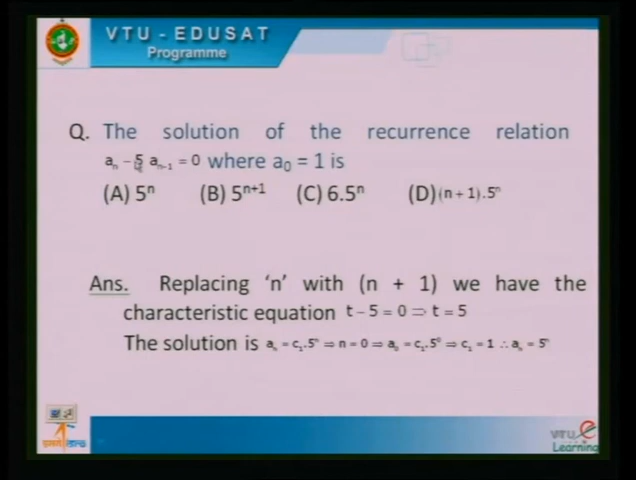 VTU - EDUSAT
Programme
Q. The solution of the recurrence relation
aₙ − 5 aₙ₋₁ = 0 where a₀ = 1 is
(A) 5ⁿ (B) 5ⁿ⁺¹ (C) 6.5ⁿ (D) (n + 1).5ⁿ
Ans. Replacing ‘n’ with (n + 1) we have the
characteristic equation t − 5 = 0 ⇒ t = 5
The solution is aₙ = c₁.5ⁿ ⇒ n = 0 ⇒ a₀ = c₁.5⁰ ⇒ c₁ = 1 ∴ aₙ = 5ⁿ
VTU e
Learning